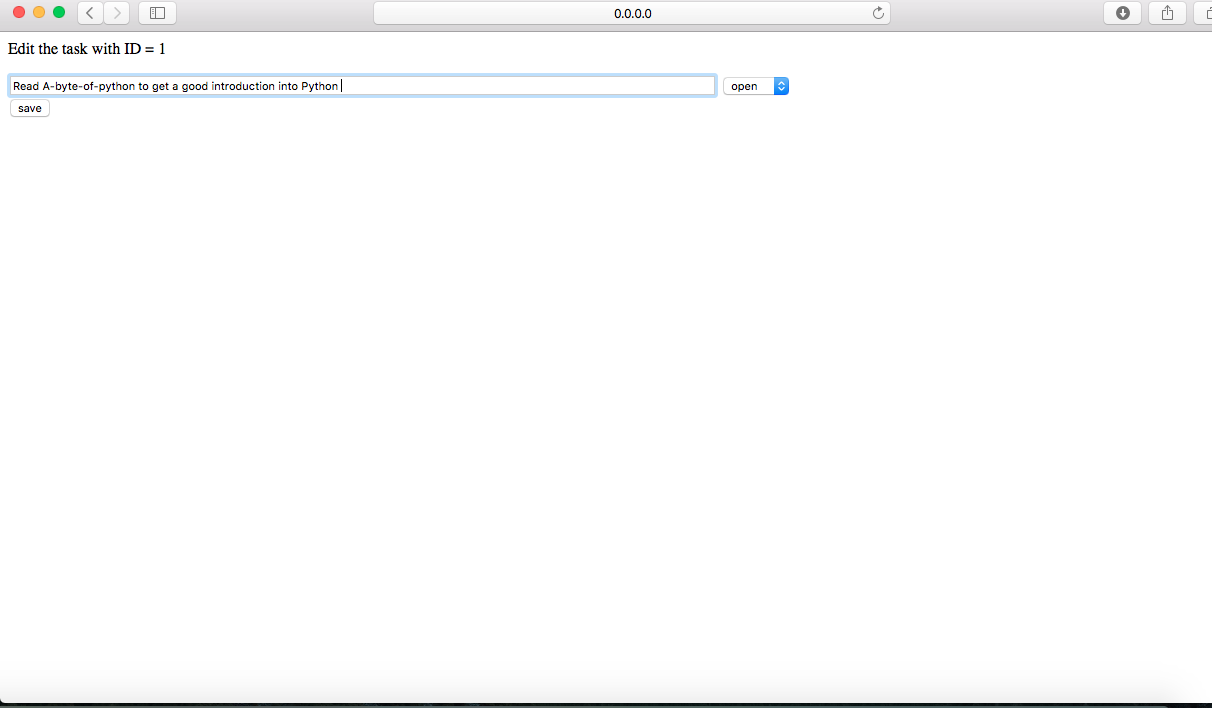 0.0.0.0
Edit the task with ID = 1
Read A-byte-of-python to get a good introduction into Python
open
save